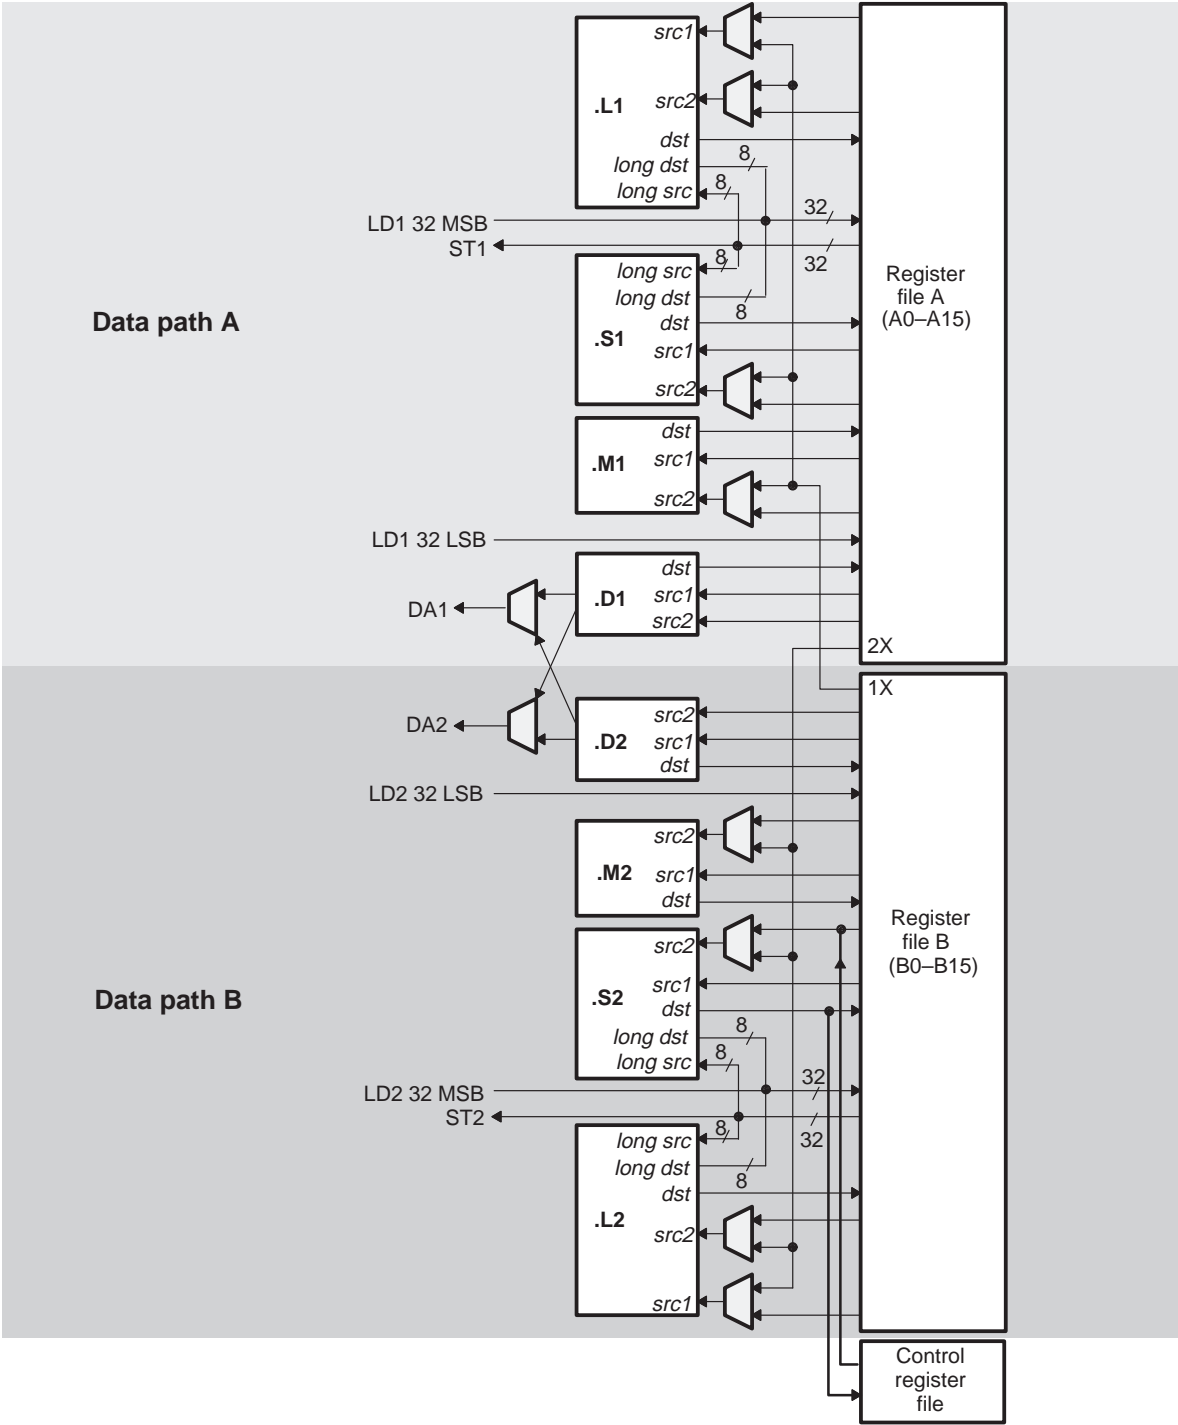 src1
.L1
src2
dst
8
long dst
8
long src
LD1 32 MSB
32
ST1
8
32
long src
long dst
8
Register
file A
(A0–A15)
Data path A
dst
.S1
src1
src2
dst
.M1
src1
src2
LD1 32 LSB
dst
DA1
.D1
src1
src2
2X
1X
src2
DA2
.D2
src1
dst
LD2 32 LSB
src2
.M2
src1
dst
Register
file B
(B0–B15)
src2
Data path B
.S2
src1
dst
8
long dst
8
long src
LD2 32 MSB
32
ST2
8
32
long src
long dst
8
dst
.L2
src2
src1
Control
register
file